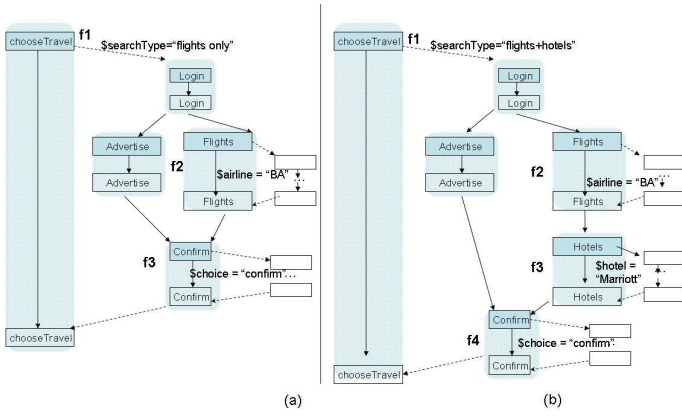 f1
chooseTravel
$searchType="flights only"
Login
Login
Advertise
Flights
f2
$airline = "BA"
...
Advertise
Flights
f3
Confirm
$choice = "confirm"...
Confirm
chooseTravel
(a)
f1
chooseTravel
$searchType="flights+hotels"
Login
Login
Advertise
Flights
f2
$airline = "BA"
...
Advertise
Flights
Hotels
f3
$hotel =
"Marriott"
Hotels
Confirm
f4
$choice = "confirm".
Confirm
chooseTravel
(b)